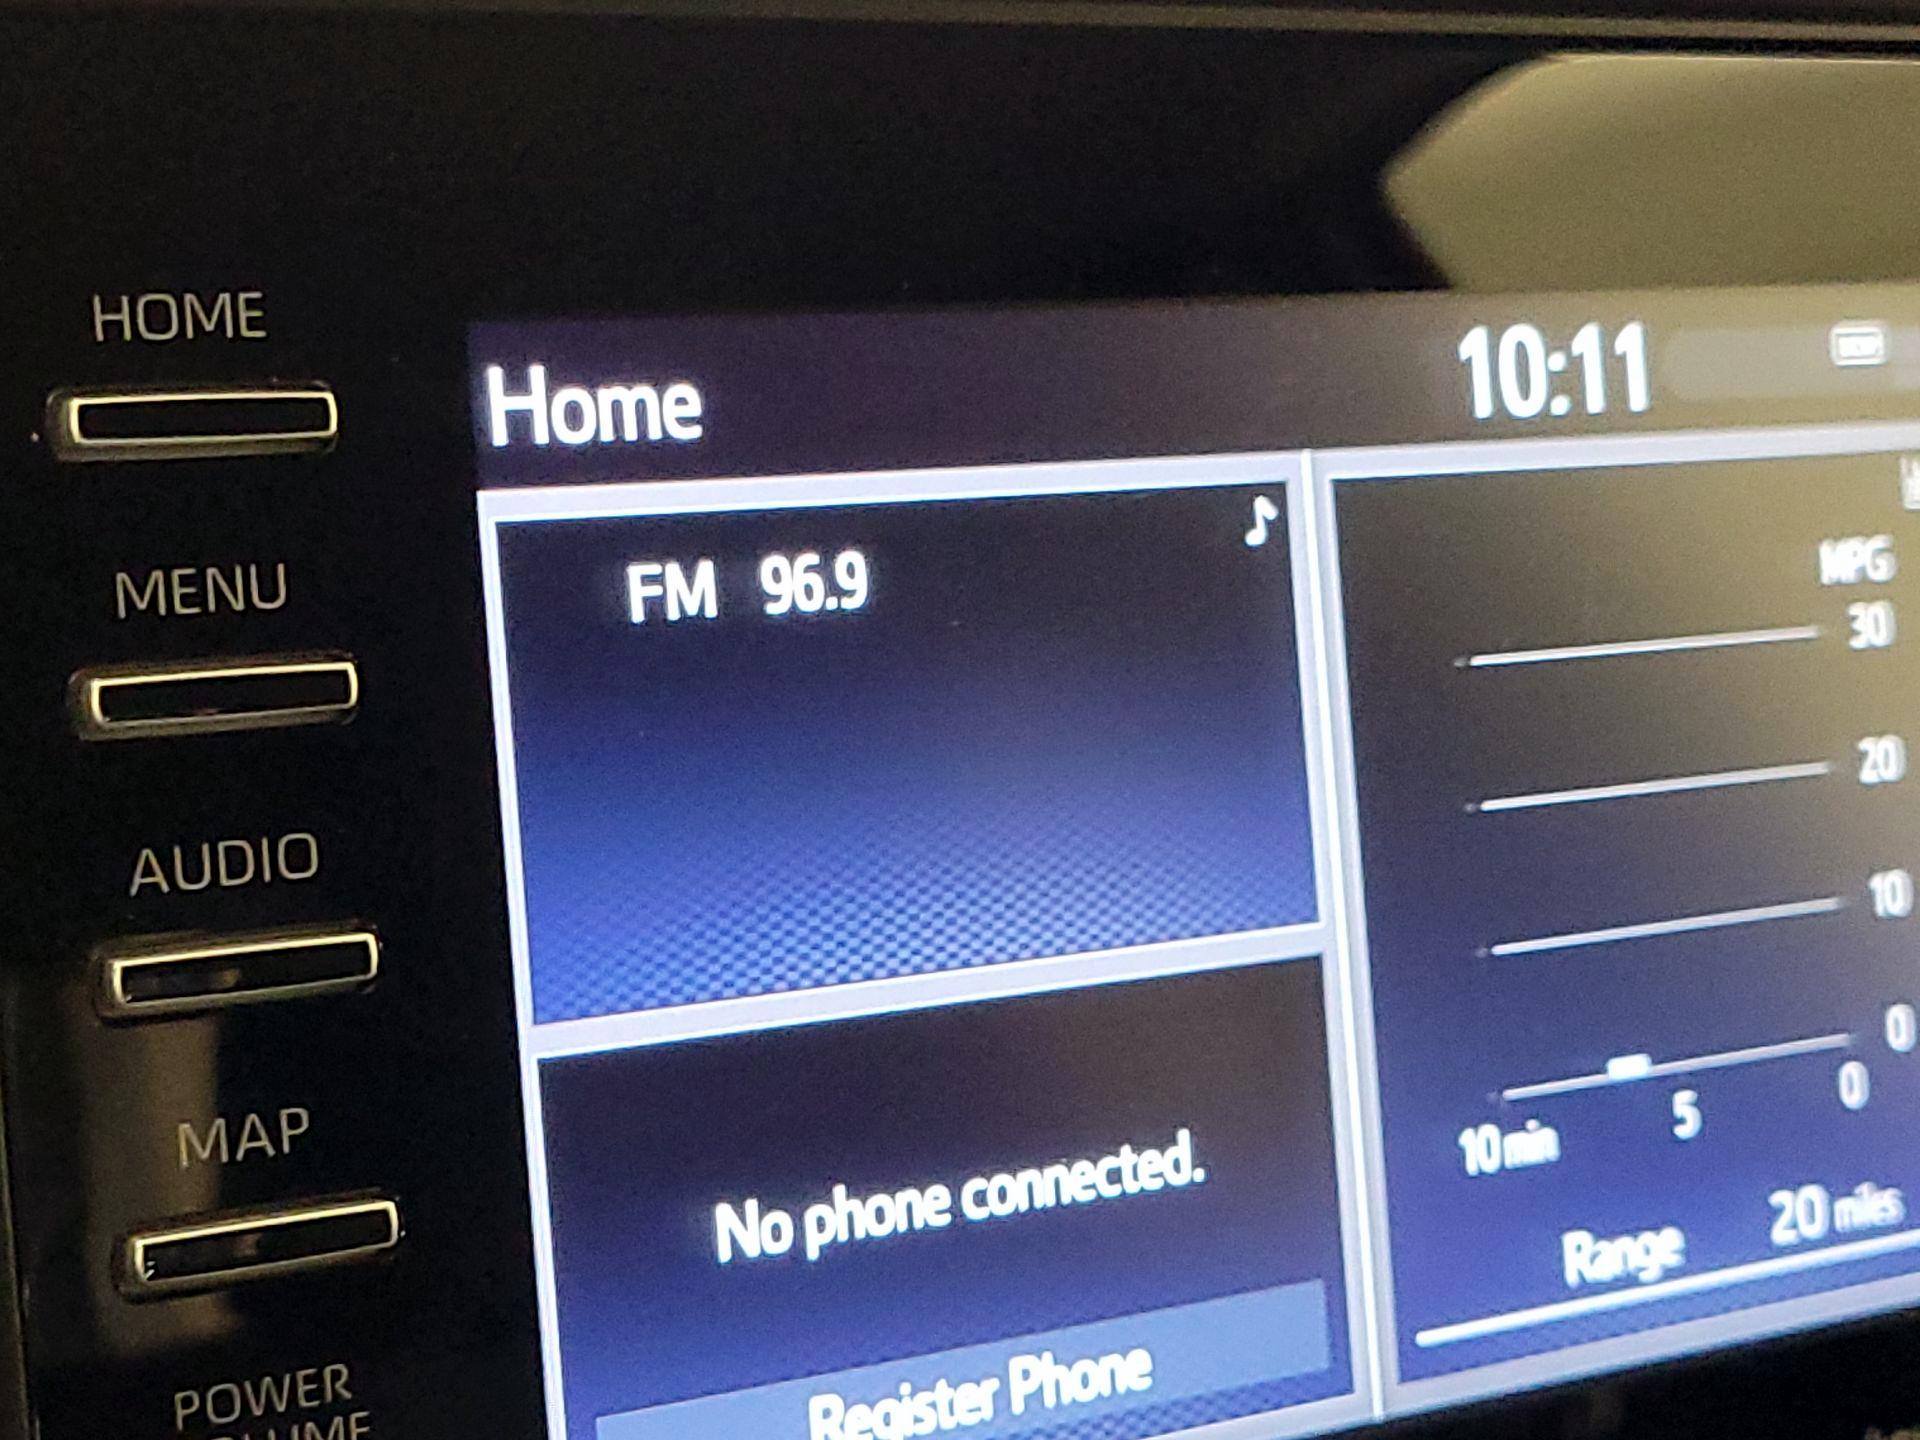 HOME
MENU
AUDIO
MAP
POWER
Home 10:11
FM 96.9
No phone connected.
Register Phone
MPG
30
20
10
0
10 min 5 0
Range 20 miles